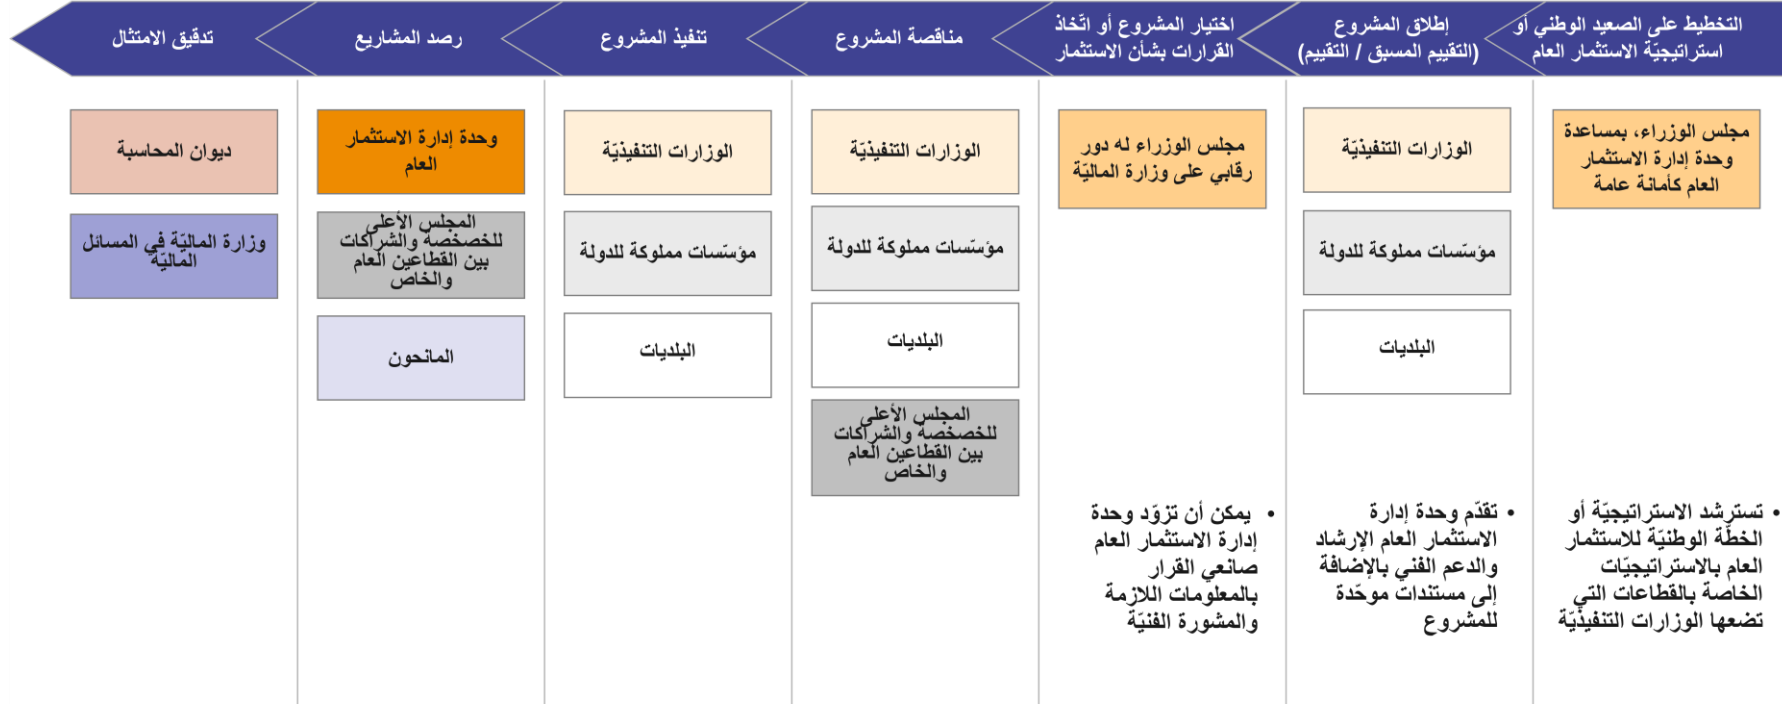 التخطيط على الصعيد الوطني أو
استراتيجيّة الاستثمار العام
إطلاق المشروع
(التقييم المسبق / التقييم)
اختيار المشروع أو اتّخاذ
القرارات بشأن الاستثمار
مناقصة المشروع
تنفيذ المشروع
رصد المشاريع
تدقيق الامتثال
مجلس الوزراء، بمساعدة
وحدة إدارة الاستثمار
العام كأمانة عامة
• تسترشد الاستراتيجيّة أو
الخطّة الوطنيّة للاستثمار
العام بالاستراتيجيّات
الخاصة بالقطاعات التي
تضعها الوزارات التنفيذيّة
الوزارات التنفيذيّة
مؤسّسات مملوكة للدولة
البلديات
• تقدّم وحدة إدارة
الاستثمار العام الإرشاد
والدعم الفني بالإضافة
إلى مستندات موحّدة
للمشروع
مجلس الوزراء له دور
رقابي على وزارة الماليّة
• يمكن أن تزوّد وحدة
إدارة الاستثمار العام
صانعي القرار
بالمعلومات اللازمة
والمشورة الفنيّة
الوزارات التنفيذيّة
مؤسّسات مملوكة للدولة
البلديات
المجلس الأعلى
للخصخصة والشراكات
بين القطاعين العام
والخاص
الوزارات التنفيذيّة
مؤسّسات مملوكة للدولة
البلديات
وحدة إدارة الاستثمار
العام
المجلس الأعلى
للخصخصة والشراكات
بين القطاعين العام
والخاص
المانحون
ديوان المحاسبة
وزارة الماليّة في المسائل
الماليّة